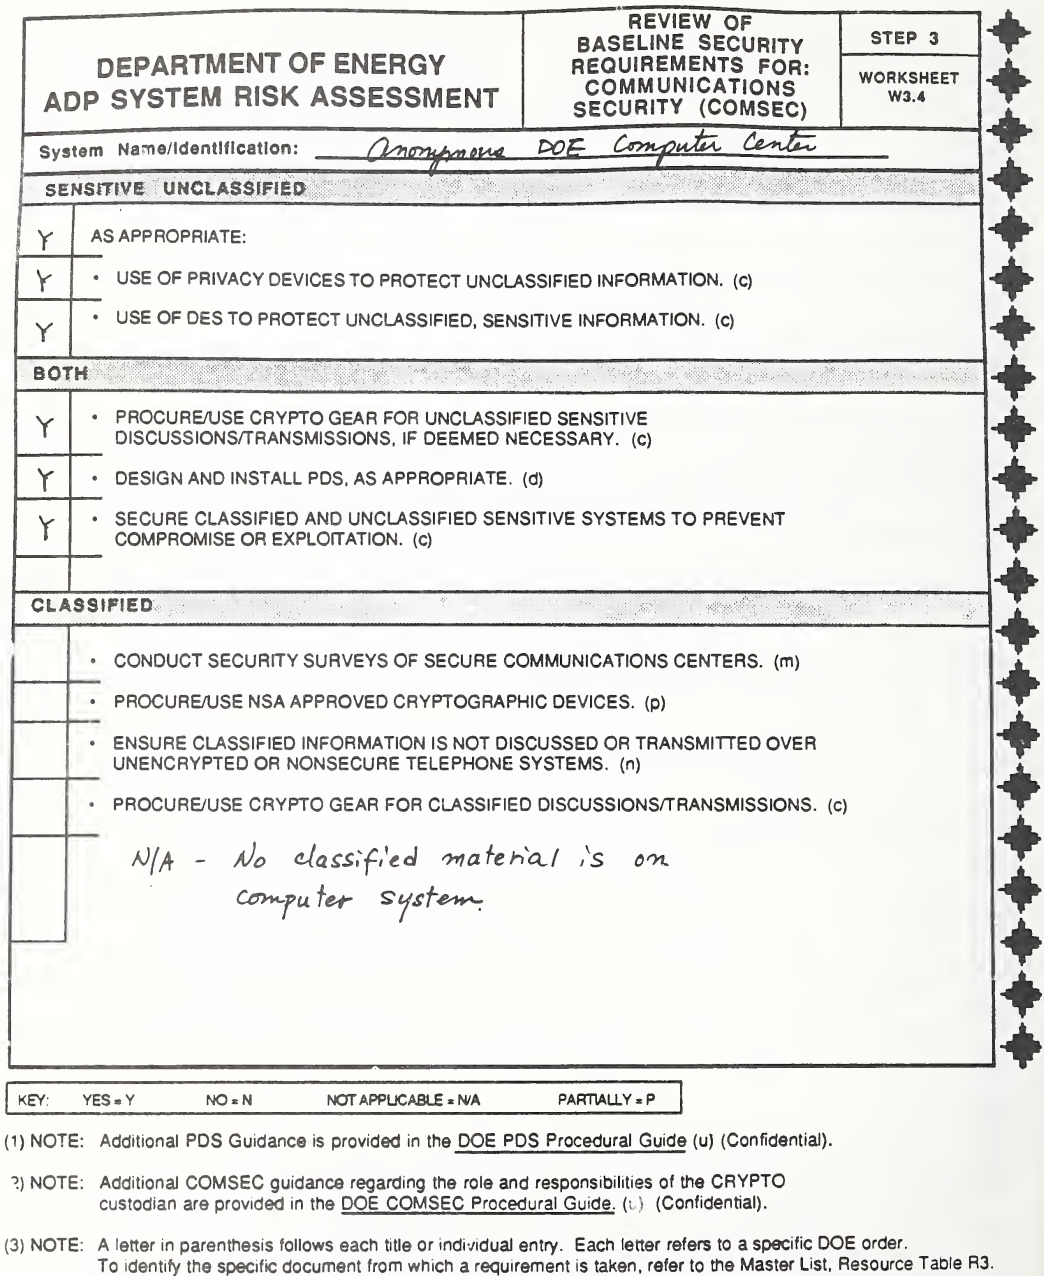 DEPARTMENT OF ENERGY
ADP SYSTEM RISK ASSESSMENT
REVIEW OF
BASELINE SECURITY
REQUIREMENTS FOR:
COMMUNICATIONS
SECURITY (COMSEC)
STEP 3
WORKSHEET
W3.4
System Name/Identification: Anonymous DOE Computer Center
SENSITIVE UNCLASSIFIED
Y AS APPROPRIATE:
Y • USE OF PRIVACY DEVICES TO PROTECT UNCLASSIFIED INFORMATION. (c)
Y • USE OF DES TO PROTECT UNCLASSIFIED, SENSITIVE INFORMATION. (c)
BOTH
Y • PROCURE/USE CRYPTO GEAR FOR UNCLASSIFIED SENSITIVE
DISCUSSIONS/TRANSMISSIONS, IF DEEMED NECESSARY. (c)
Y • DESIGN AND INSTALL PDS, AS APPROPRIATE. (d)
Y • SECURE CLASSIFIED AND UNCLASSIFIED SENSITIVE SYSTEMS TO PREVENT
COMPROMISE OR EXPLOITATION. (c)
CLASSIFIED
• CONDUCT SECURITY SURVEYS OF SECURE COMMUNICATIONS CENTERS. (m)
• PROCURE/USE NSA APPROVED CRYPTOGRAPHIC DEVICES. (p)
• ENSURE CLASSIFIED INFORMATION IS NOT DISCUSSED OR TRANSMITTED OVER
UNENCRYPTED OR NONSECURE TELEPHONE SYSTEMS. (n)
• PROCURE/USE CRYPTO GEAR FOR CLASSIFIED DISCUSSIONS/TRANSMISSIONS. (c)
N/A - No classified material is on
computer system.
KEY: YES = Y NO = N NOT APPLICABLE = N/A PARTIALLY = P
(1) NOTE: Additional PDS Guidance is provided in the DOE PDS Procedural Guide (u) (Confidential).
2) NOTE: Additional COMSEC guidance regarding the role and responsibilities of the CRYPTO
custodian are provided in the DOE COMSEC Procedural Guide. (Confidential).
(3) NOTE: A letter in parenthesis follows each title or individual entry. Each letter refers to a specific DOE order.
To identify the specific document from which a requirement is taken, refer to the Master List, Resource Table R3.